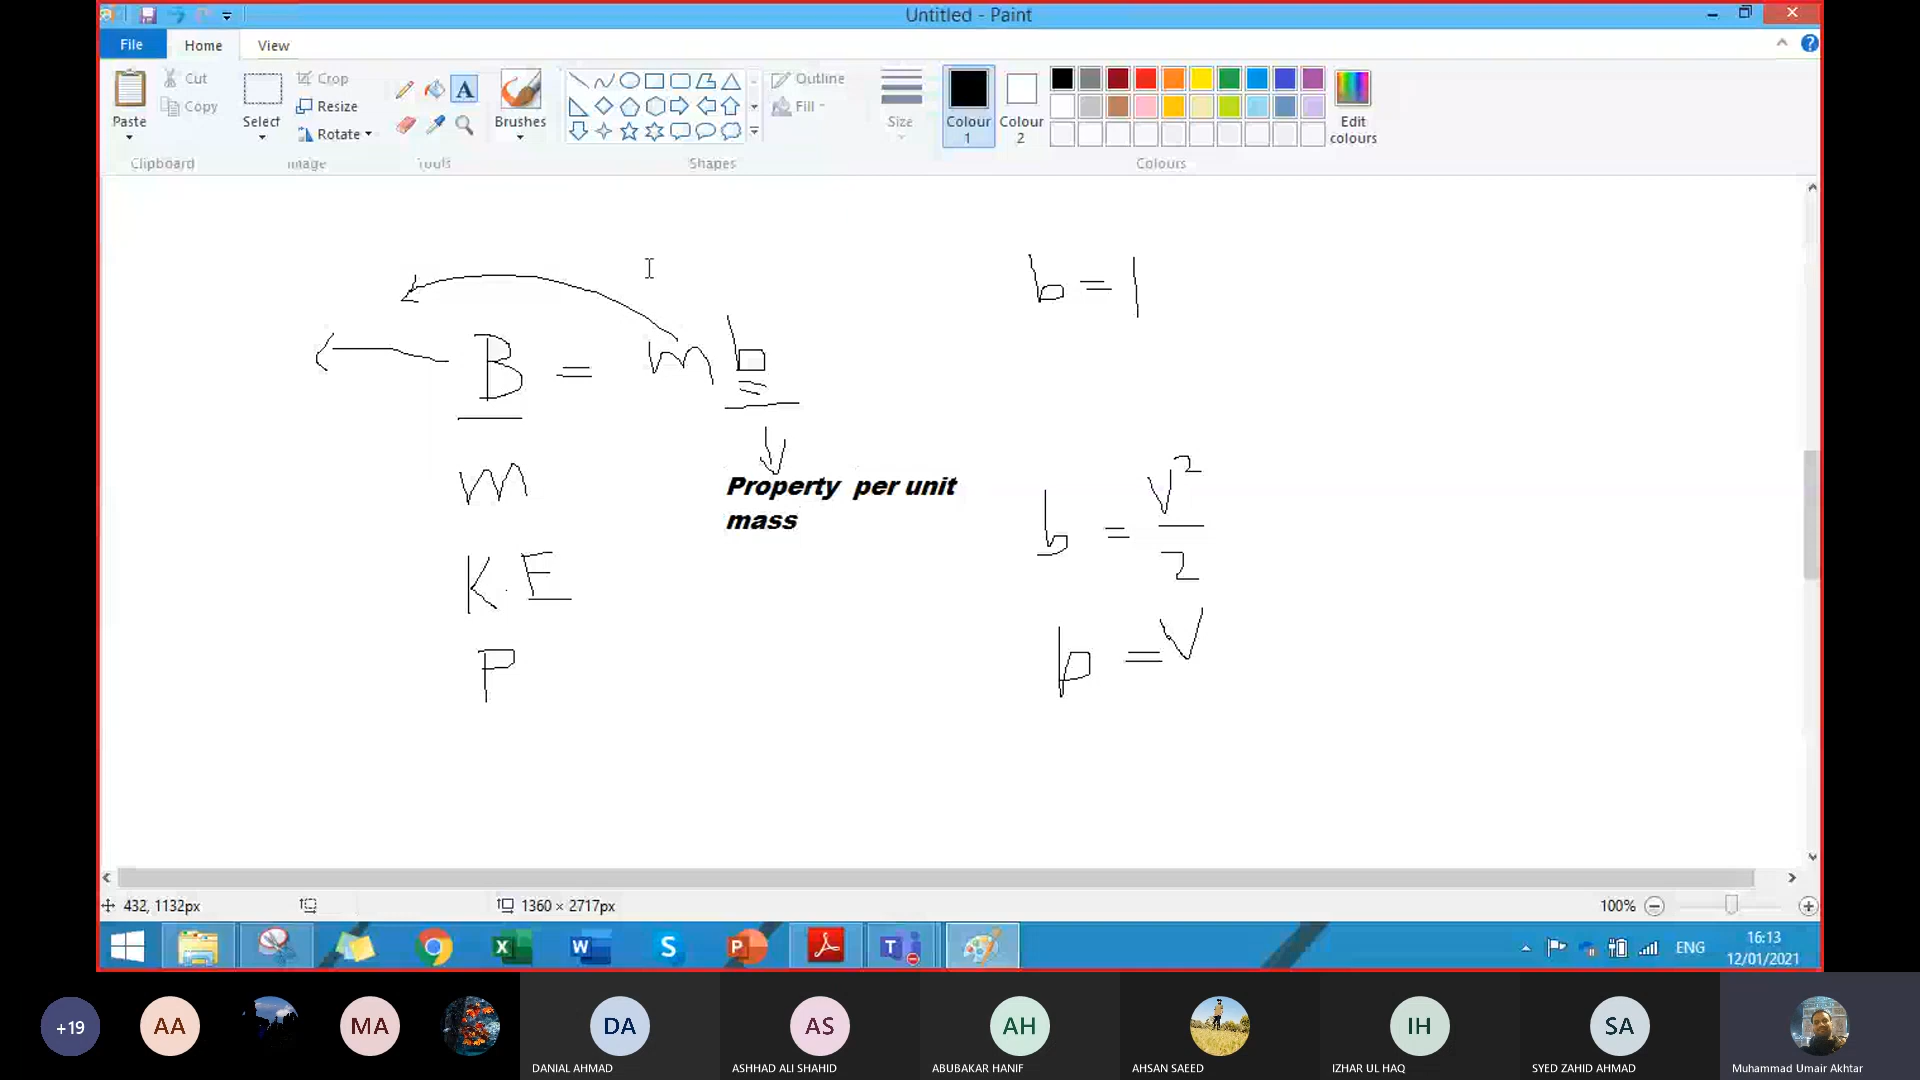 Untitled - Paint
File Home View
Paste Cut Copy Select Crop Resize Rotate A Brushes Outline Fill Size Colour 1 Colour 2 Edit colours
Clipboard Image Tools Shapes Colours
b = 1
B = m b
Property per unit
mass
m
K.E
P
b = V²/2
b = V
432, 1132px 1360 × 2717px 100%
ENG 16:13
12/01/2021
+19 AA MA DA AS AH IH SA
DANIAL AHMAD ASHHAD ALI SHAHID ABUBAKAR HANIF AHSAN SAEED IZHAR UL HAQ SYED ZAHID AHMAD Muhammad Umair Akhtar